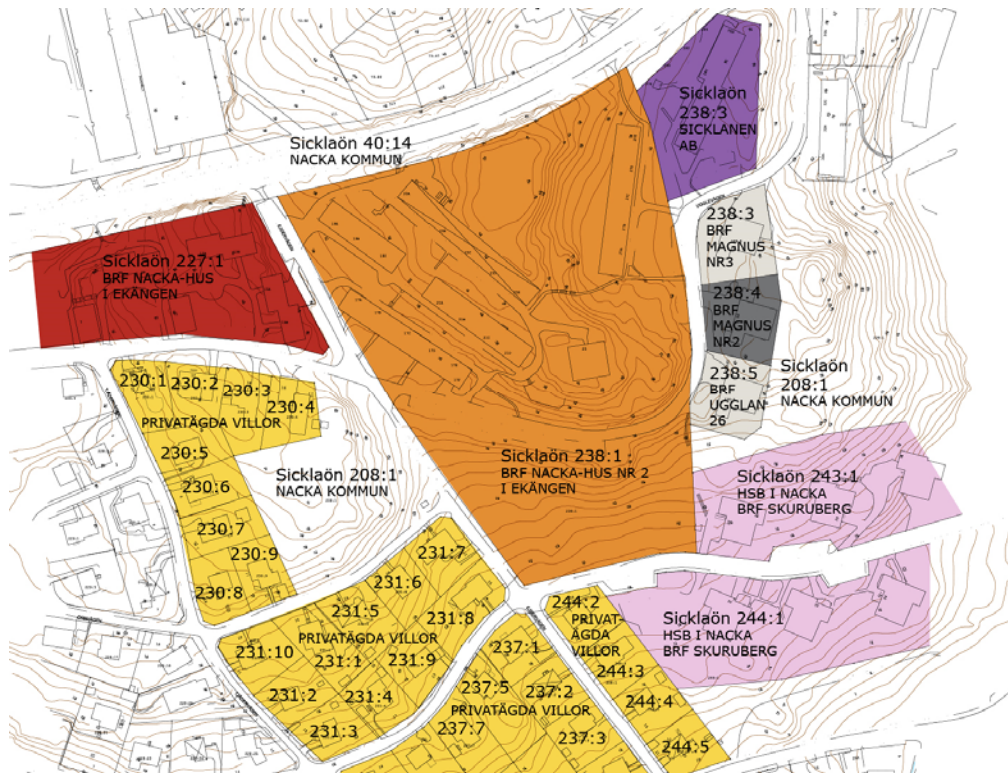 Sicklaön
238:3
SICKLANEN
AB
Sicklaön 40:14
NACKA KOMMUN
238:3
BRF
MAGNUS
NR3
Sicklaön 227:1
BRF NACKA-HUS
I EKÄNGEN
238:4
BRF
MAGNUS
NR2
238:5
BRF
UGGLAN
26
Sicklaön
208:1
NACKA KOMMUN
230:1
230:2
230:3
230:4
PRIVATÄGDA VILLOR
230:5
230:6
230:7
230:9
230:8
Sicklaön 208:1
NACKA KOMMUN
Sicklaön 238:1
BRF NACKA-HUS NR 2
I EKÄNGEN
Sicklaön 243:1
HSB I NACKA
BRF SKURUBERG
231:7
231:6
231:5
231:8
PRIVATÄGDA VILLOR
231:10
231:1
231:9
231:2
231:4
231:3
244:2
PRIVAT-
ÄGDA
VILLOR
244:3
244:4
244:5
Sicklaön 244:1
HSB I NACKA
BRF SKURUBERG
237:1
237:5
237:2
PRIVATÄGDA VILLOR
237:7
237:3